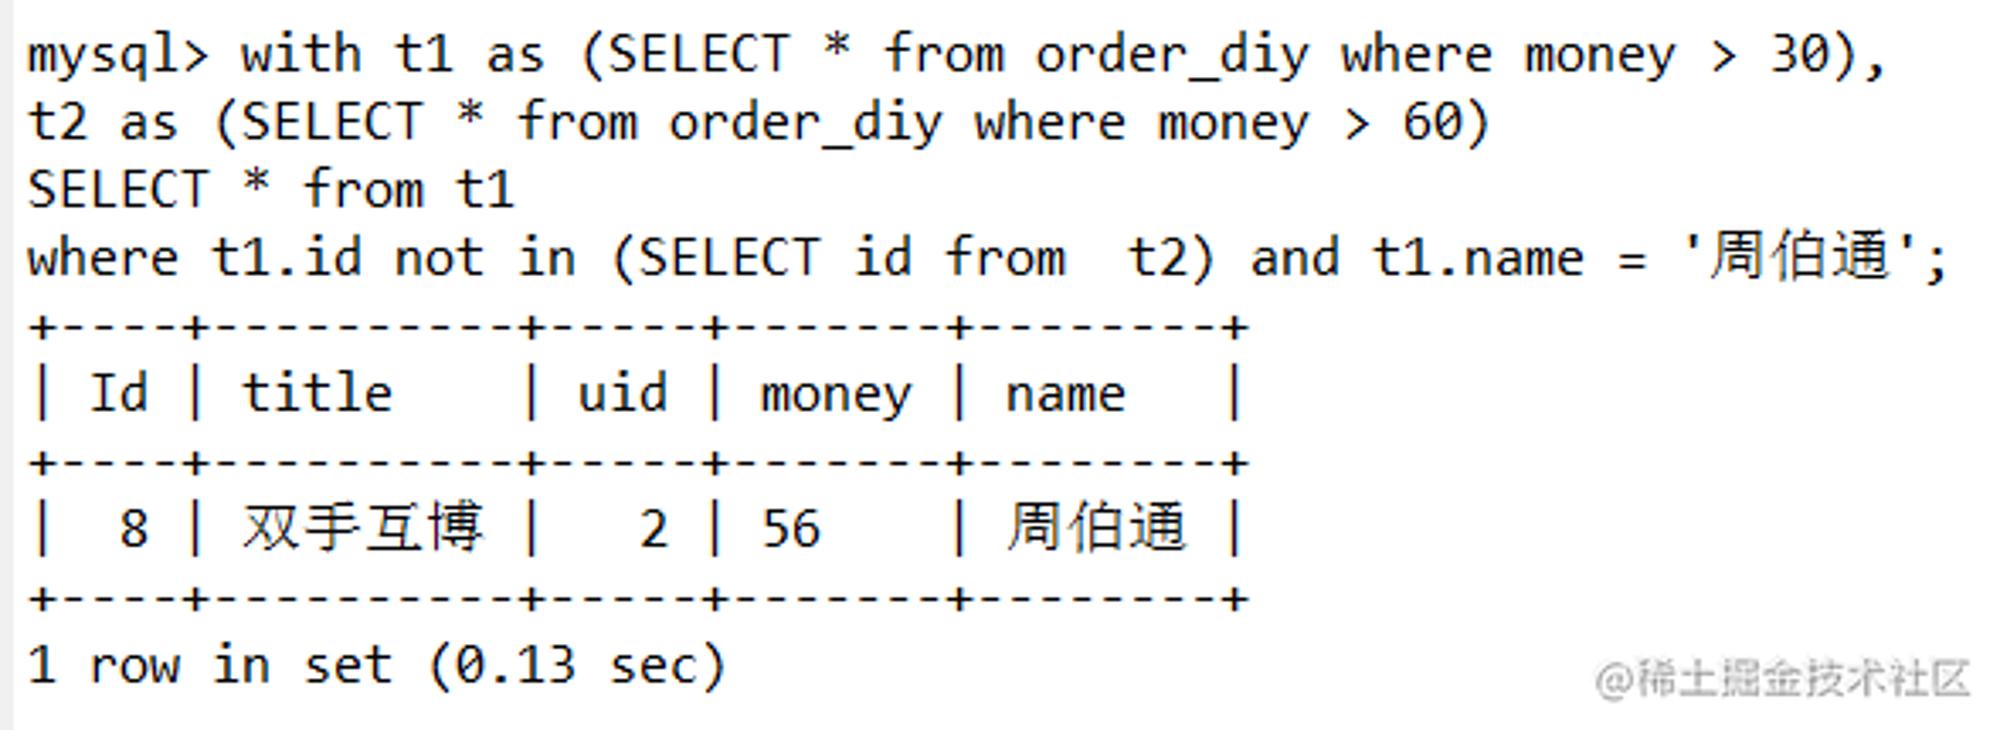 mysql> with t1 as (SELECT * from order_diy where money > 30),
t2 as (SELECT * from order_diy where money > 60)
SELECT * from t1
where t1.id not in (SELECT id from  t2) and t1.name = '周伯通';
+----+----------+-----+-------+--------+
| Id | title    | uid | money | name   |
+----+----------+-----+-------+--------+
|  8 | 双手互博 |   2 | 56    | 周伯通 |
+----+----------+-----+-------+--------+
1 row in set (0.13 sec)
@稀土掘金技术社区